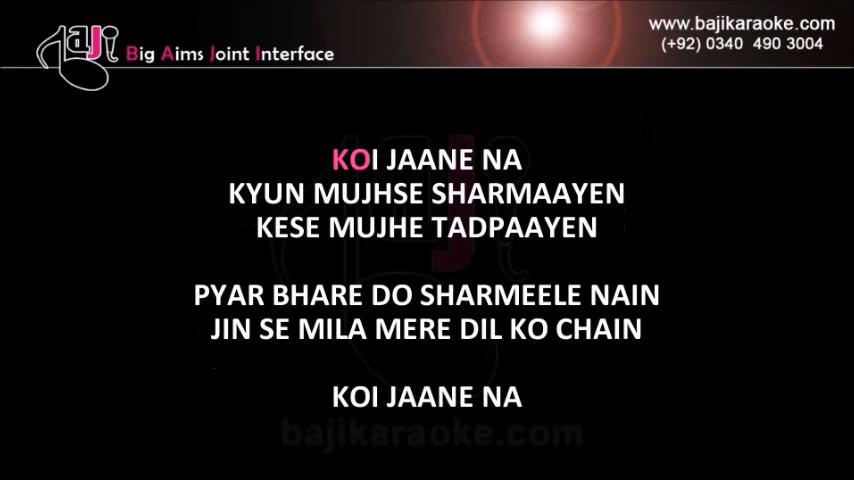 BaJi Big Aims Joint Interface
www.bajikaraoke.com
(+92) 0340 490 3004
KOI JAANE NA
KYUN MUJHSE SHARMAAYEN
KESE MUJHE TADPAAYEN
PYAR BHARE DO SHARMEELE NAIN
JIN SE MILA MERE DIL KO CHAIN
KOI JAANE NA
bajikaraoke.com